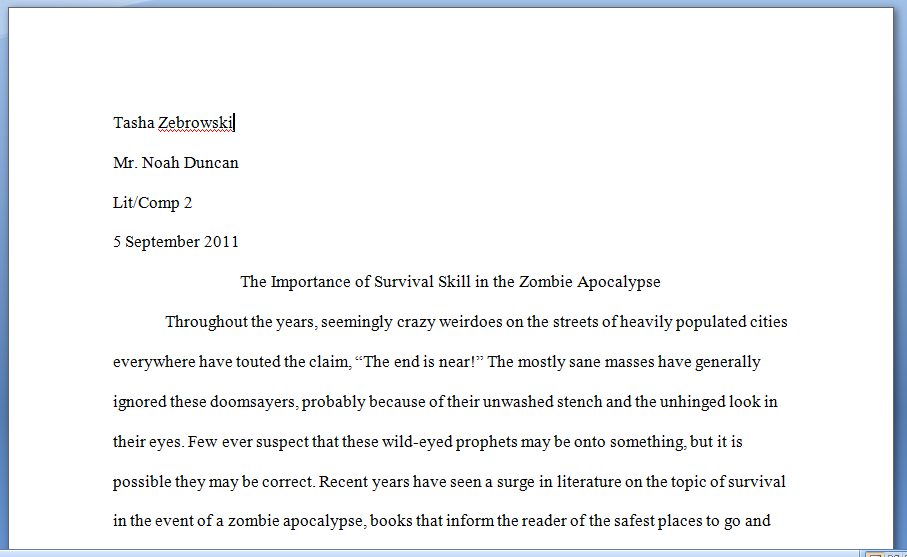 Tasha Zebrowski
Mr. Noah Duncan
Lit/Comp 2
5 September 2011
The Importance of Survival Skill in the Zombie Apocalypse
Throughout the years, seemingly crazy weirdoes on the streets of heavily populated cities
everywhere have touted the claim, “The end is near!” The mostly sane masses have generally
ignored these doomsayers, probably because of their unwashed stench and the unhinged look in
their eyes. Few ever suspect that these wild-eyed prophets may be onto something, but it is
possible they may be correct. Recent years have seen a surge in literature on the topic of survival
in the event of a zombie apocalypse, books that inform the reader of the safest places to go and